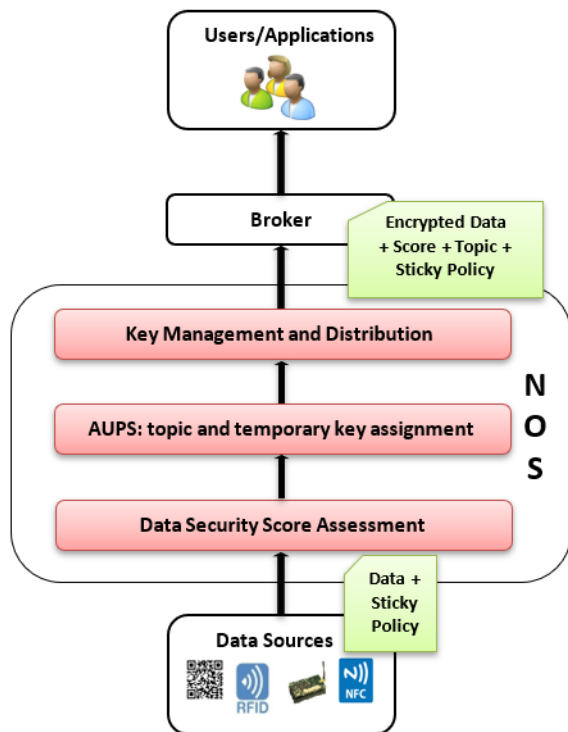 Users/Applications
Broker
Encrypted Data
+ Score + Topic +
Sticky Policy
Key Management and Distribution
AUPS: topic and temporary key assignment
Data Security Score Assessment
N
O
S
Data +
Sticky
Policy
Data Sources
RFID
NFC